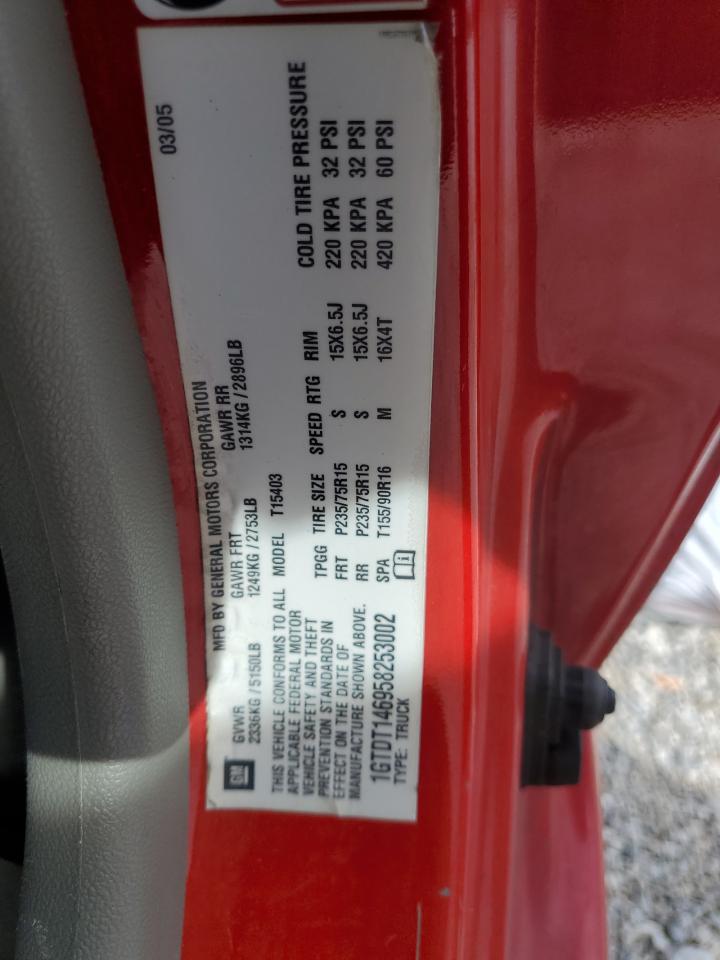 MFD BY GENERAL MOTORS CORPORATION 03/05
GM GVWR GAWR FRT GAWR RR
2336KG / 5150LB 1249KG / 2753LB 1314KG / 2896LB
THIS VEHICLE CONFORMS TO ALL
APPLICABLE FEDERAL MOTOR
VEHICLE SAFETY AND THEFT
PREVENTION STANDARDS IN
EFFECT ON THE DATE OF
MANUFACTURE SHOWN ABOVE.
1GTDT146958253002
TYPE: TRUCK
MODEL T15403
TPGG TIRE SIZE SPEED RTG RIM COLD TIRE PRESSURE
FRT P235/75R15 S 15X6.5J 220 KPA 32 PSI
RR P235/75R15 S 15X6.5J 220 KPA 32 PSI
SPA T155/90R16 M 16X4T 420 KPA 60 PSI